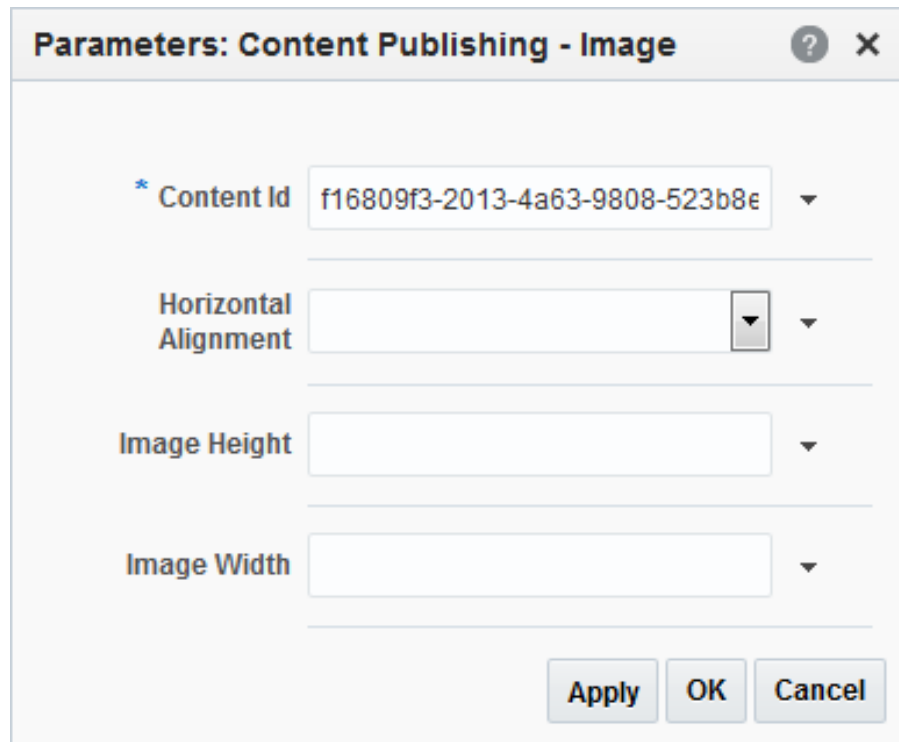 Parameters: Content Publishing - Image ?
* Content Id f16809f3-2013-4a63-9808-523b8e
Horizontal
Alignment
Image Height
Image Width
Apply OK Cancel